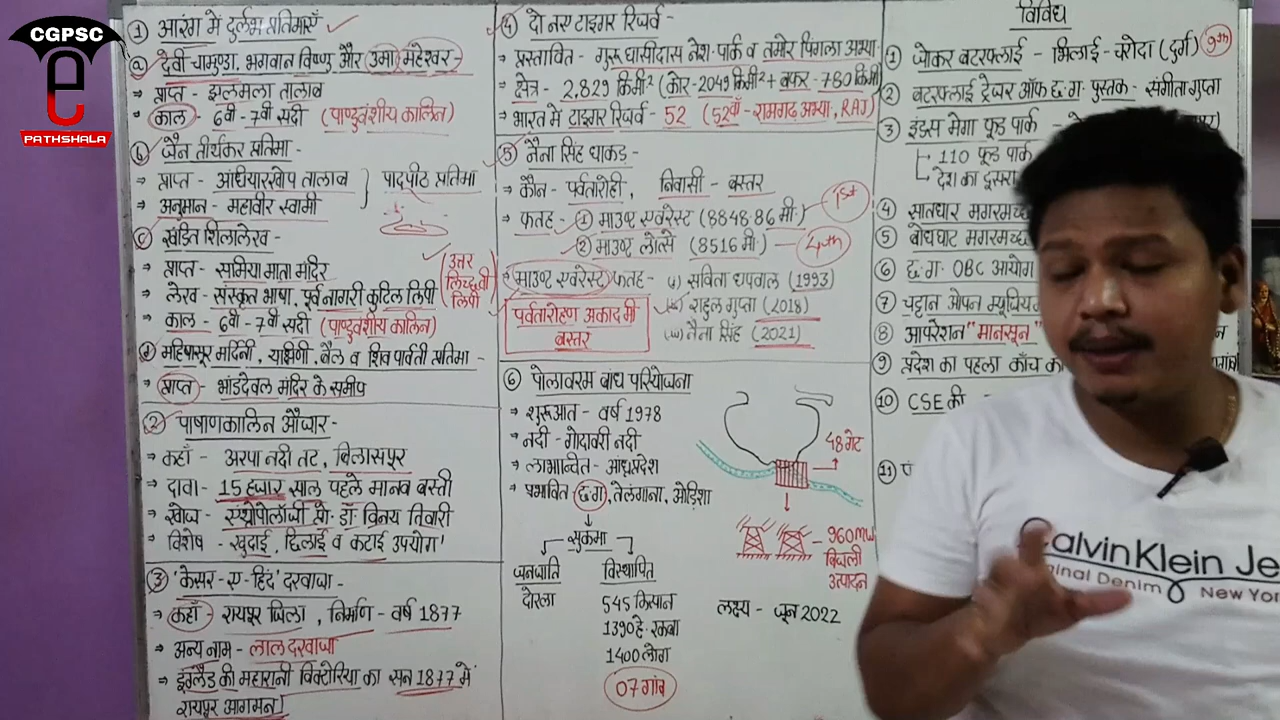 CGPSC
e
PATHSHALA
① आरंग में दुर्लभ प्रतिमाएँ
ⓐ देवी चामुण्डा, भगवान विष्णु और उमा महेश्वर -
→ प्राप्त - झलमला तालाब
→ काल - 6वी - 7वी सदी (पाण्डुवंशीय कालिन)
ⓑ जैन तीर्थंकर प्रतिमा -
→ प्राप्त - अंधियारखोप तालाब } पादपीठ प्रतिमा
→ अनुमान - महावीर स्वामी
ⓒ खंडित शिलालेख -
→ प्राप्त - सामिया माता मंदिर
→ लेख - संस्कृत भाषा, पूर्व नागरी कुटिल लिपी (उत्तर लिच्छवी लिपी)
→ काल - 6वी - 7वी सदी (पाण्डुवंशीय कालिन)
ⓓ महिषासुर मर्दिनी, यक्षिणी, बैल व शिव पार्वती प्रतिमा -
→ प्राप्त - भांडदेवल मंदिर के समीप
② पाषाणकालिन औजार -
→ कहाँ - अरपा नदी तट, बिलासपुर
→ दावा - 15 हजार साल पहले मानव बस्ती
→ खोज - एंथ्रोपोलॉजी प्रो. डॉ. विनय तिवारी
→ विशेष - खुदाई, छिलाई व कटाई उपयोग
③ 'केसर-ए-हिंद' दरवाजा -
→ कहाँ - रायपुर जिला, निर्माण - वर्ष 1877
→ अन्य नाम - लाल दरवाजा
→ इंग्लैंड की महारानी विक्टोरिया का सन 1877 में
रायपुर आगमन।
④ दो नए टाइगर रिजर्व -
→ प्रस्तावित - गुरु घासीदास नेश. पार्क व तमोर पिंगला अभ्या
→ क्षेत्र - 2,829 किमी² (कोर - 2049 किमी² + बफर - 780 किमी
→ भारत में टाइगर रिजर्व - 52 (52वाँ - रामगढ़ अभ्या, RAJ)
⑤ नैना सिंह धाकड़ -
→ कौन - पर्वतारोही, निवासी - बस्तर
→ फतह - ① माउण्ट एवरेस्ट (8848.86 मी.) - 1st
② माउण्ट लोत्से (8516 मी.) - 4th
→ माउण्ट एवरेस्ट फतह - (i) सविता धपवाल (1993)
(ii) राहुल गुप्ता (2018)
(iii) नैना सिंह (2021)
पर्वतारोहण अकादमी
बस्तर
⑥ पोलावरम बांध परियोजना
→ शुरूआत - वर्ष 1978
→ नदी - गोदावरी नदी
→ लाभान्वित - आंध्रप्रदेश
→ प्रभावित - छ.ग, तेलंगाना, ओड़िशा
सुकमा
जनजाति विस्थापित
दोरला 545 किसान
1390 हे. रकबा
1400 लोग
07 गांव
48 गेट
960 MW
बिजली
उत्पादन
लक्ष्य - जून 2022
विविध
① जोकर बटरफ्लाई - भिलाई - चरोदा (दुर्ग) 9th
② बटरफ्लाई ट्रेजर ऑफ छ.ग. पुस्तक - संगीता गुप्ता
③ इंडस मेगा फूड पार्क -
110 फूड पार्क
देश का दूसरा
④ सातधार मगरमच्छ
⑤ बोधघाट मगरमच्छ
⑥ छ.ग. OBC आयोग
⑦ चट्टान ओपन म्यूजियम
⑧ आपरेशन "मानसून"
⑨ प्रदेश का पहला काँच का
⑩ CSE की -
⑪
Calvin Klein Je
ginal Denim New York